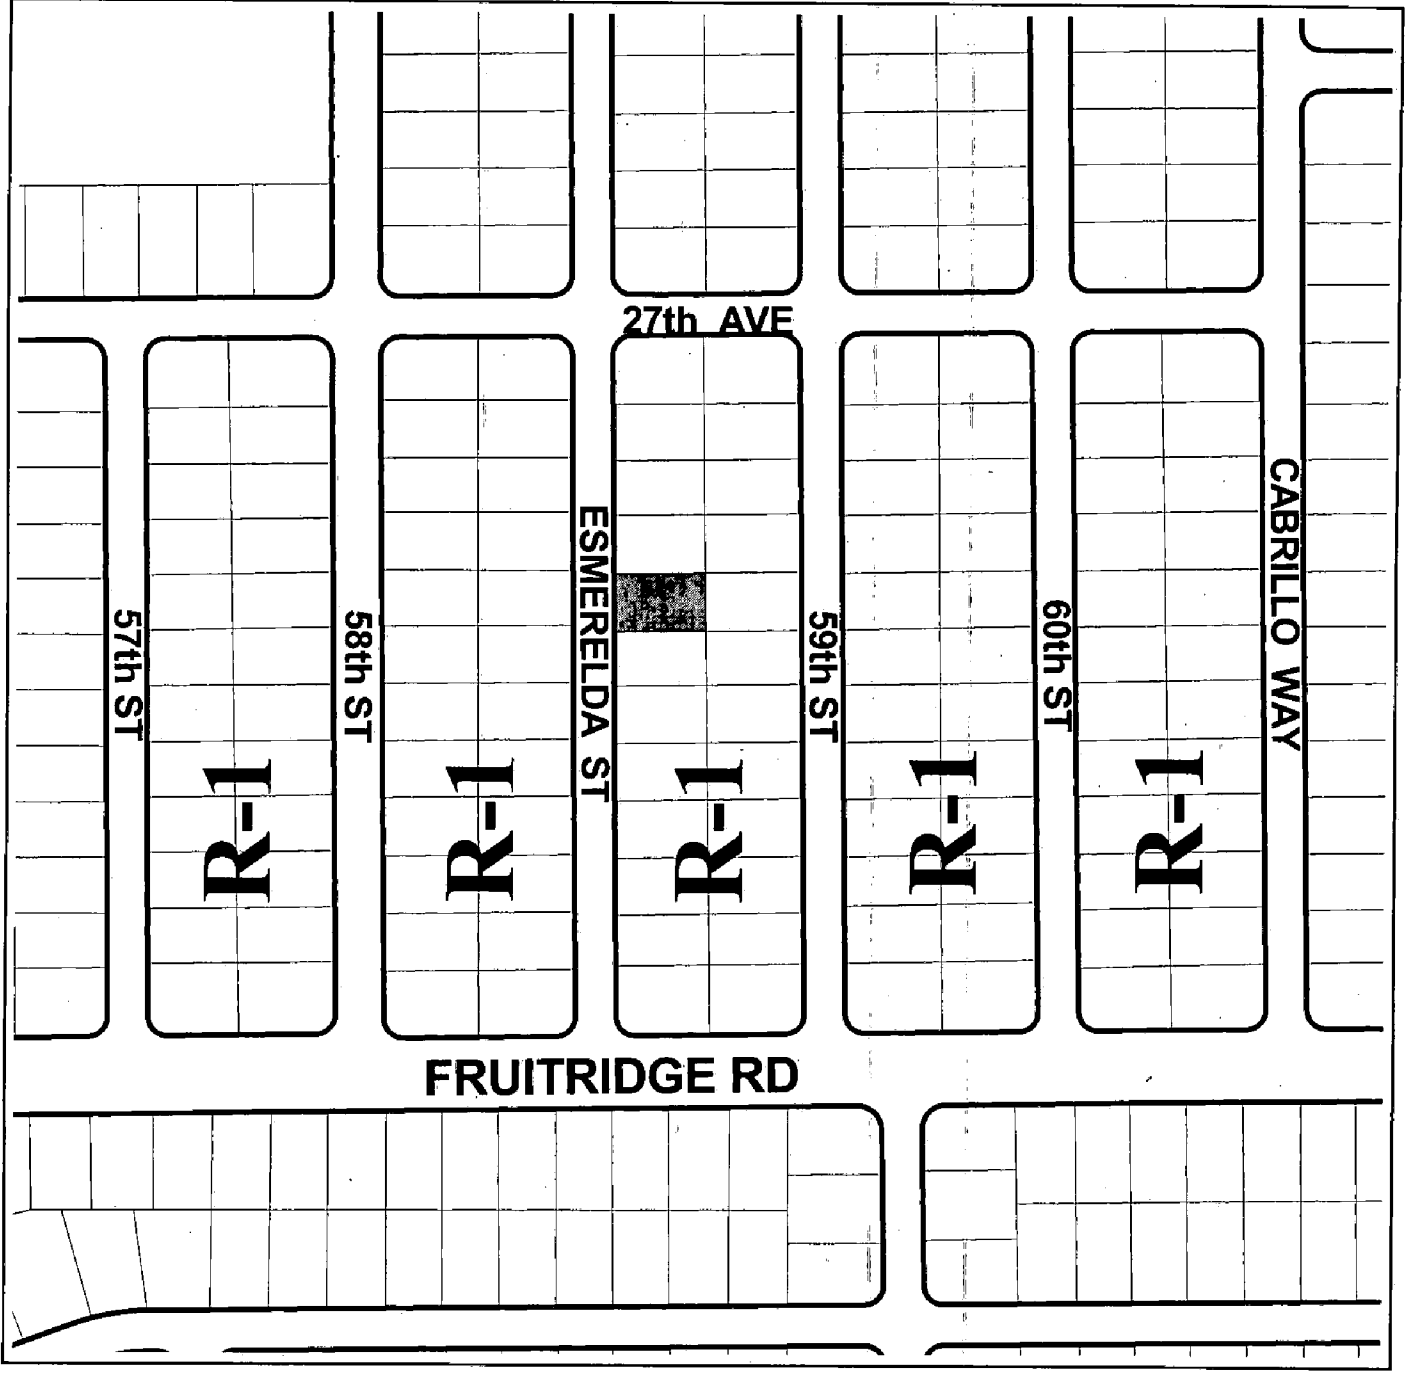 27th AVE
57th ST
58th ST
ESMERELDA ST
59th ST
60th ST
CABRILLO WAY
R-1
R-1
R-1
R-1
R-1
FRUITRIDGE RD